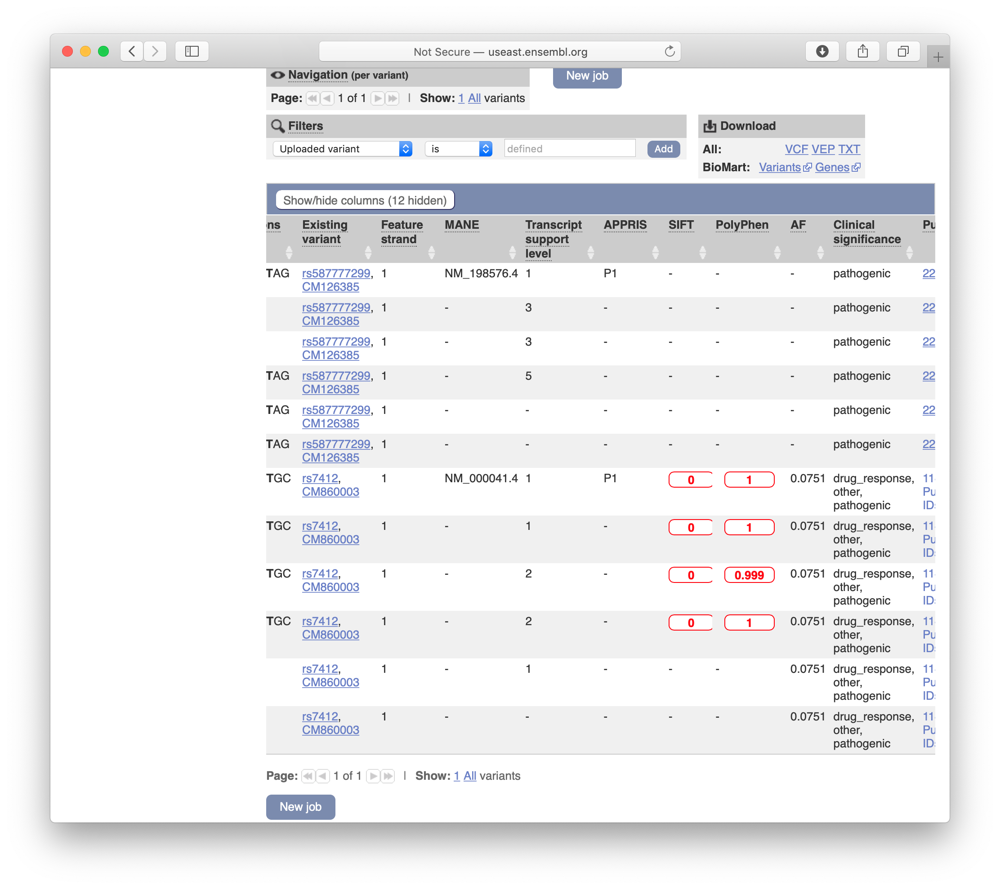 Not Secure — useast.ensembl.org
Navigation (per variant)
New job
Page: 1 of 1 | Show: 1 All variants
Filters
Download
Uploaded variant is defined Add
All: VCF VEP TXT
BioMart: Variants Genes
Show/hide columns (12 hidden)
ns Existing variant Feature strand MANE Transcript support level APPRIS SIFT PolyPhen AF Clinical significance Pu
TAG rs587777299, 1 NM_198576.4 1 P1 - - - pathogenic 22
CM126385
rs587777299, 1 - 3 - - - - pathogenic 22
CM126385
rs587777299, 1 - 3 - - - - pathogenic 22
CM126385
TAG rs587777299, 1 - 5 - - - - pathogenic 22
CM126385
TAG rs587777299, 1 - - - - - - pathogenic 22
CM126385
TAG rs587777299, 1 - - - - - - pathogenic 22
CM126385
TGC rs7412, 1 NM_000041.4 1 P1 0 1 0.0751 drug_response, 11
CM860003 other, Pu
pathogenic ID
TGC rs7412, 1 - 1 - 0 1 0.0751 drug_response, 11
CM860003 other, Pu
pathogenic ID
TGC rs7412, 1 - 2 - 0 0.999 0.0751 drug_response, 11
CM860003 other, Pu
pathogenic ID
TGC rs7412, 1 - 2 - 0 1 0.0751 drug_response, 11
CM860003 other, Pu
pathogenic ID
rs7412, 1 - 1 - - - 0.0751 drug_response, 11
CM860003 other, Pu
pathogenic ID
rs7412, 1 - - - - - 0.0751 drug_response, 11
CM860003 other, Pu
pathogenic ID
Page: 1 of 1 | Show: 1 All variants
New job